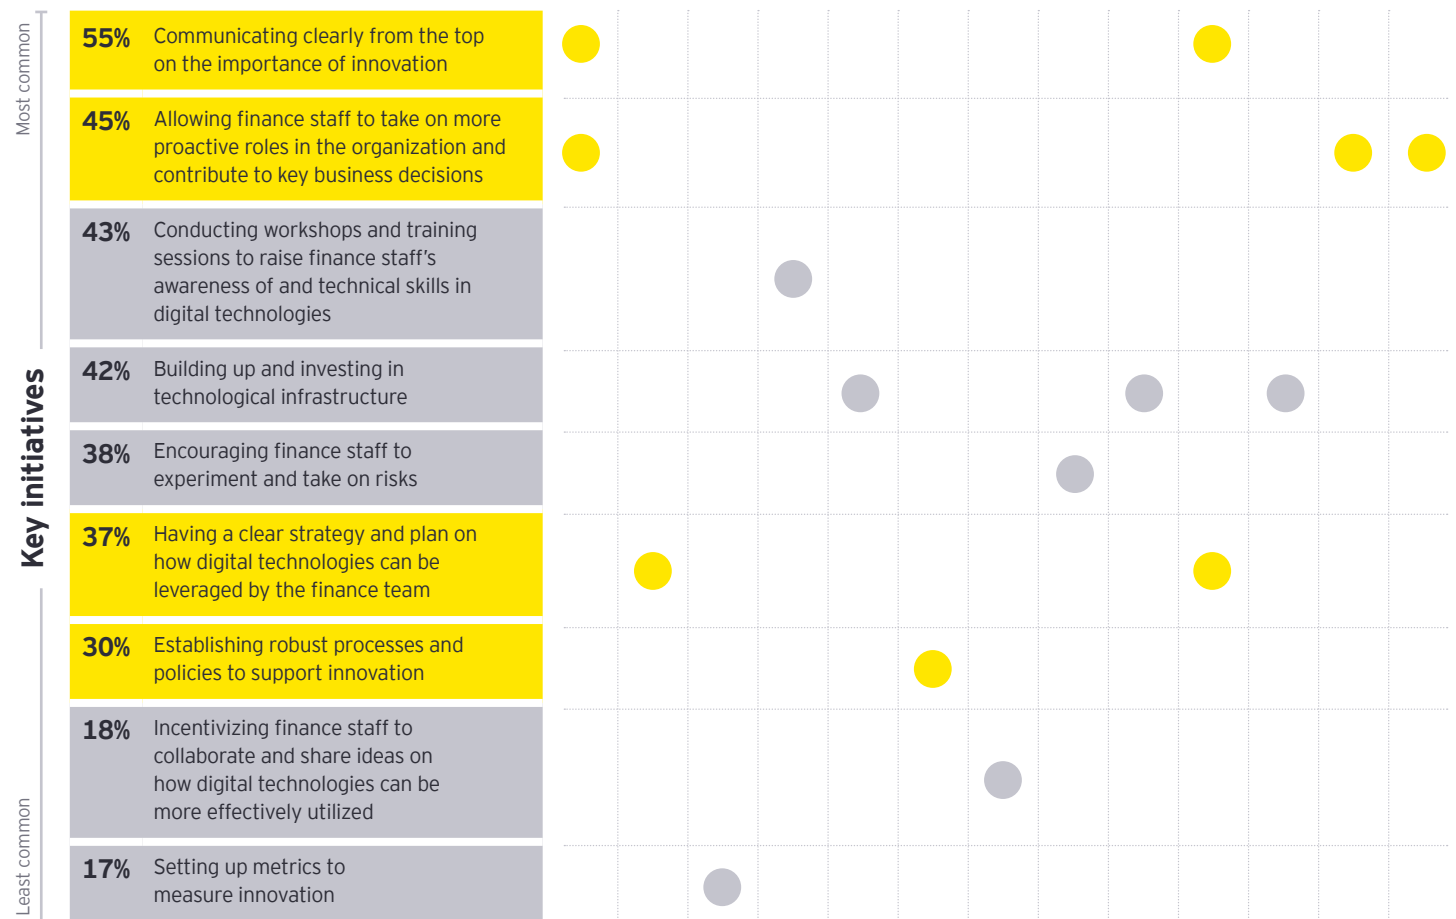 Most common
Key initiatives
Least common
55% Communicating clearly from the top
on the importance of innovation
45% Allowing finance staff to take on more
proactive roles in the organization and
contribute to key business decisions
43% Conducting workshops and training
sessions to raise finance staff’s
awareness of and technical skills in
digital technologies
42% Building up and investing in
technological infrastructure
38% Encouraging finance staff to
experiment and take on risks
37% Having a clear strategy and plan on
how digital technologies can be
leveraged by the finance team
30% Establishing robust processes and
policies to support innovation
18% Incentivizing finance staff to
collaborate and share ideas on
how digital technologies can be
more effectively utilized
17% Setting up metrics to
measure innovation